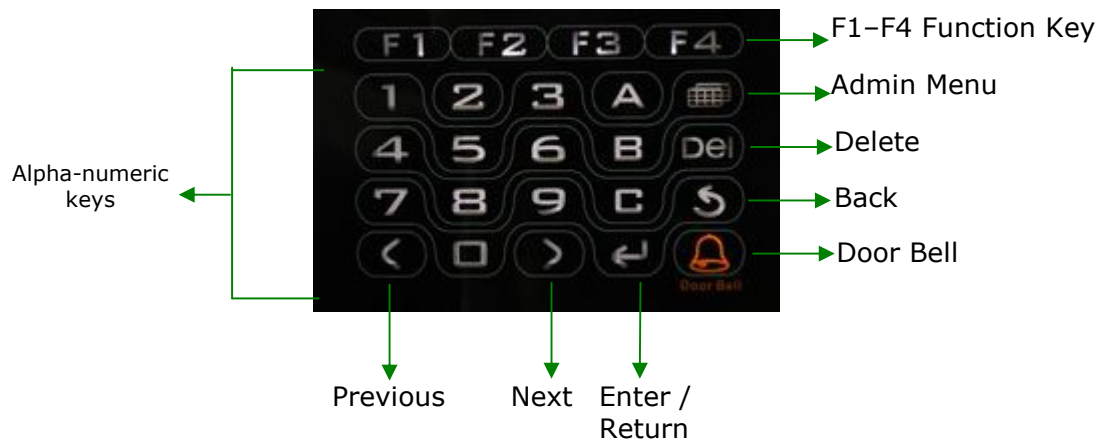 F1 F2 F3 F4
F1–F4 Function Key
1 2 3 A
Admin Menu
4 5 6 B Del
Delete
Alpha-numeric
keys
7 8 9 C
Back
< 0 >
Door Bell
Door Bell
Previous
Next
Enter /
Return